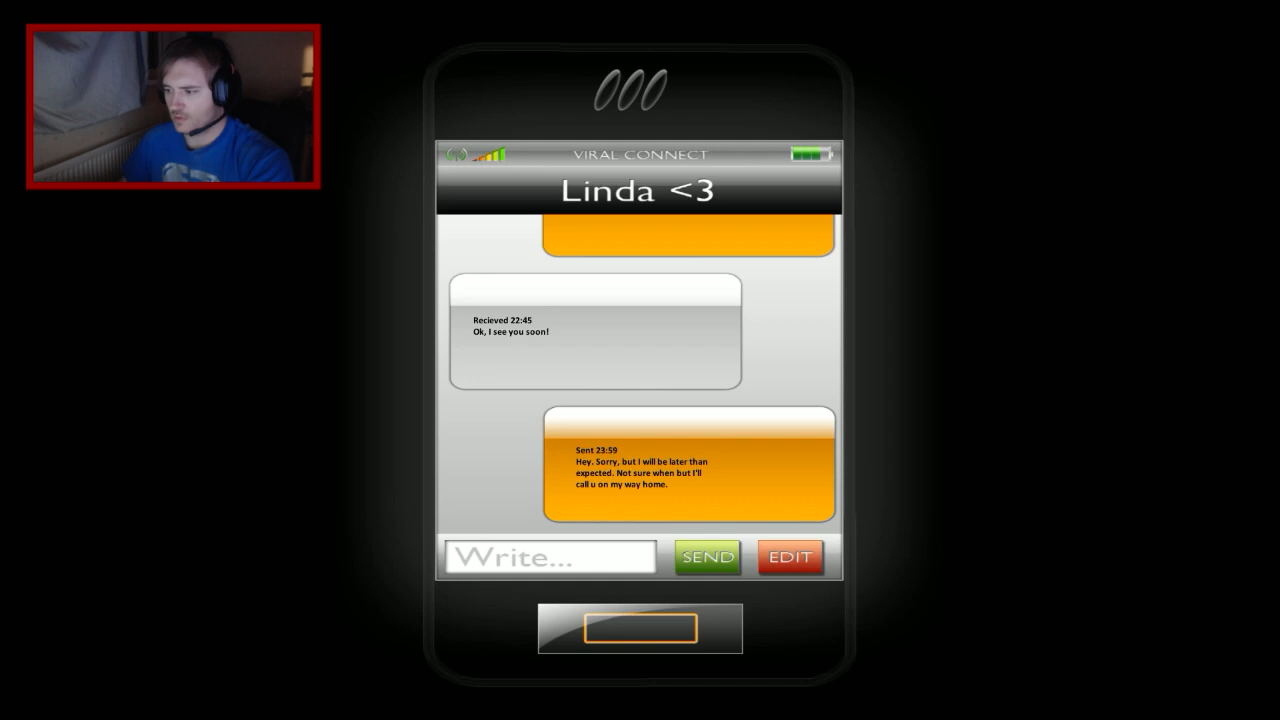 VIRAL CONNECT
Linda <3
Recieved 22:45
Ok, I see you soon!
Sent 23:59
Hey. Sorry, but I will be later than
expected. Not sure when but I'll
call u on my way home.
Write...
SEND
EDIT